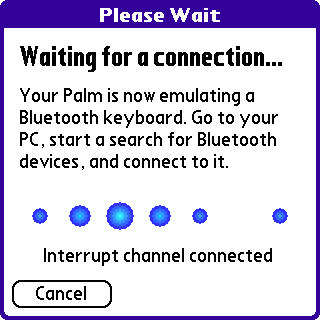 Please Wait
Waiting for a connection...
Your Palm is now emulating a
Bluetooth keyboard. Go to your
PC, start a search for Bluetooth
devices, and connect to it.
Interrupt channel connected
Cancel